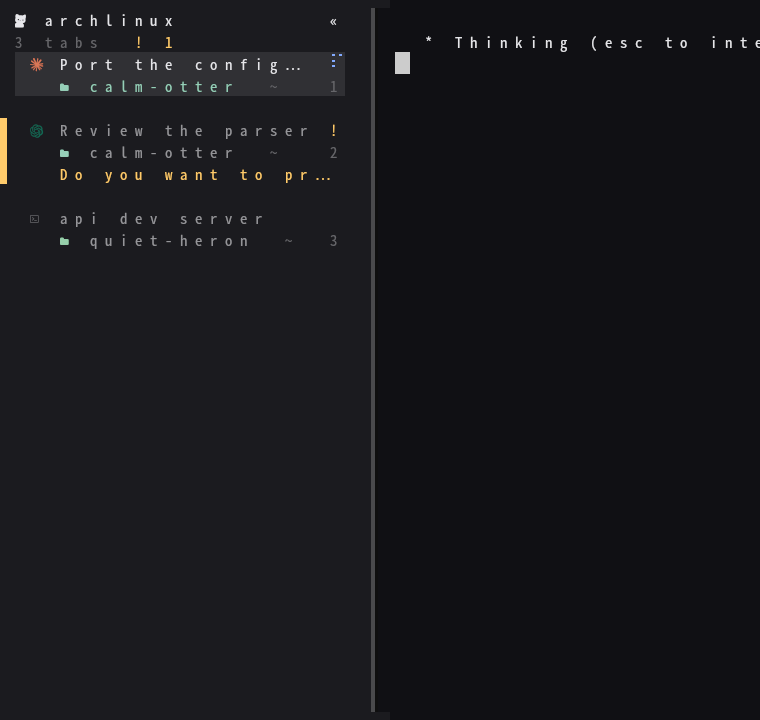 archlinux «
3 tabs ! 1
Port the config...
calm-otter ~ 1
Review the parser !
calm-otter ~ 2
Do you want to pr...
api dev server
quiet-heron ~ 3
* Thinking (esc to inte